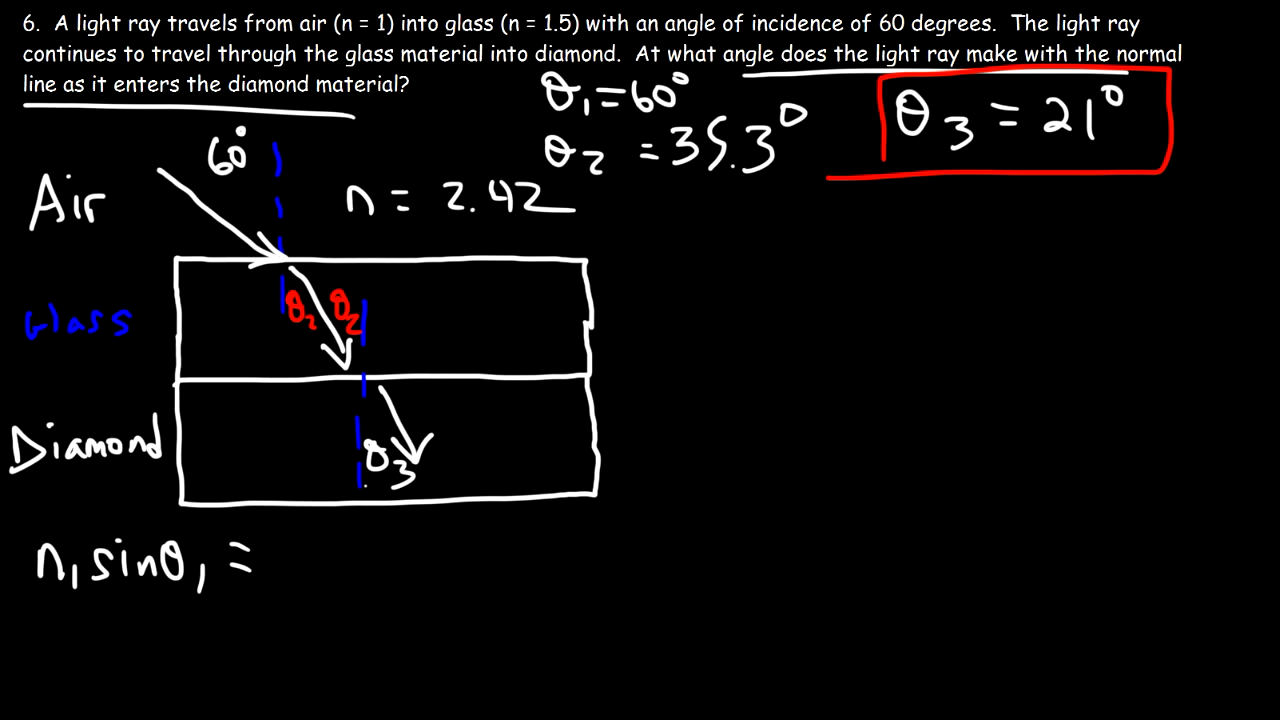 6. A light ray travels from air (n = 1) into glass (n = 1.5) with an angle of incidence of 60 degrees. The light ray
continues to travel through the glass material into diamond. At what angle does the light ray make with the normal
line as it enters the diamond material?
θ₁ = 60°
θ₂ = 35.3°
θ₃ = 21°
60°
Air
n = 2.42
Glass
θ₂ θ₂
Diamond
θ₃
n₁sinθ₁ =